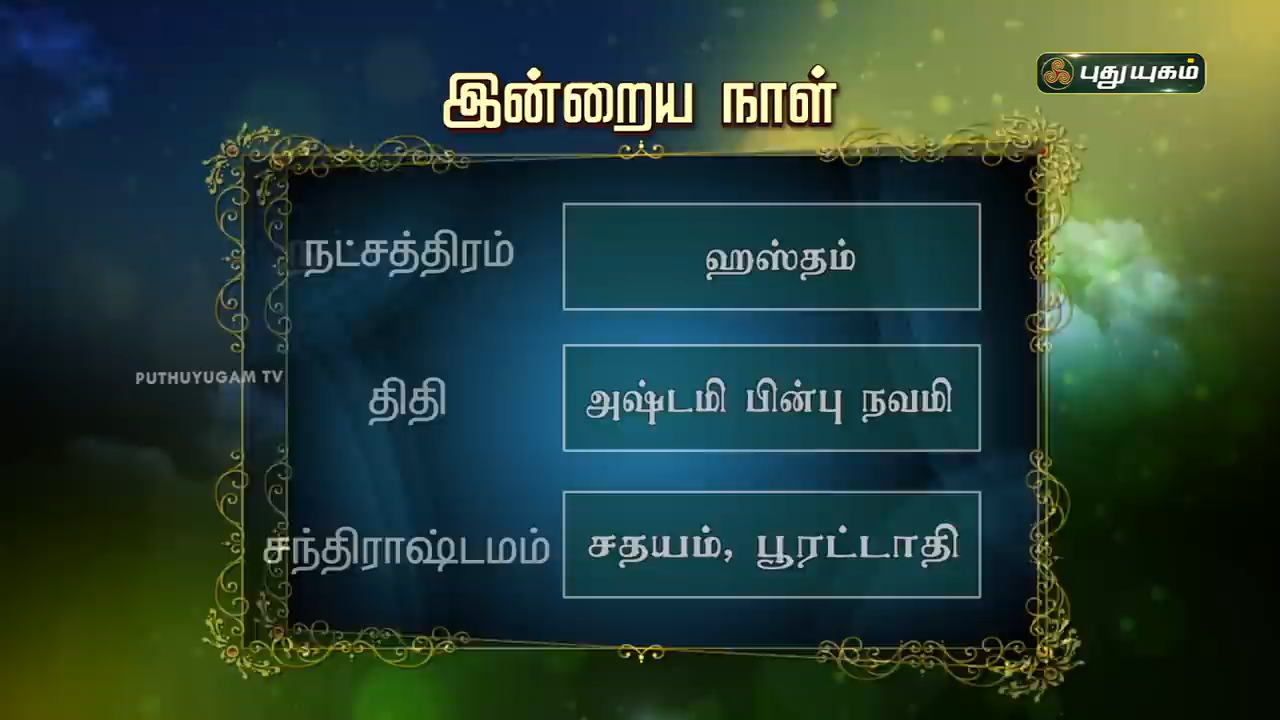 இன்றைய நாள்
புதுயுகம்
நட்சத்திரம்
ஹஸ்தம்
PUTHUYUGAM TV
திதி
அஷ்டமி பின்பு நவமி
சந்திராஷ்டமம்
சதயம், பூரட்டாதி